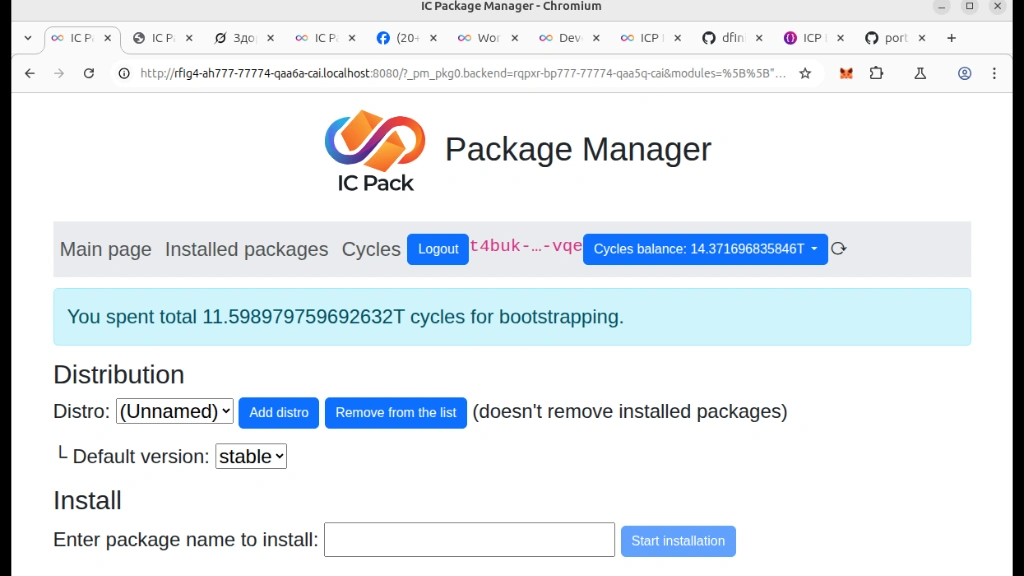 IC Package Manager - Chromium
IC P. IC P. Здо IC P. (20+ Wor Dev ICP dfin ICP port
http://rfig4-ah777-77774-qaa6a-cai.localhost:8080/?_pm_pkg0.backend=rqpxr-bp777-77774-qaa5q-cai&modules=%5B%5B"...
Package Manager
IC Pack
Main page Installed packages Cycles Logout t4buk-…-vqe Cycles balance: 14.371696835846T
You spent total 11.598979759692632T cycles for bootstrapping.
Distribution
Distro: (Unnamed) Add distro Remove from the list (doesn't remove installed packages)
└ Default version: stable
Install
Enter package name to install: Start installation